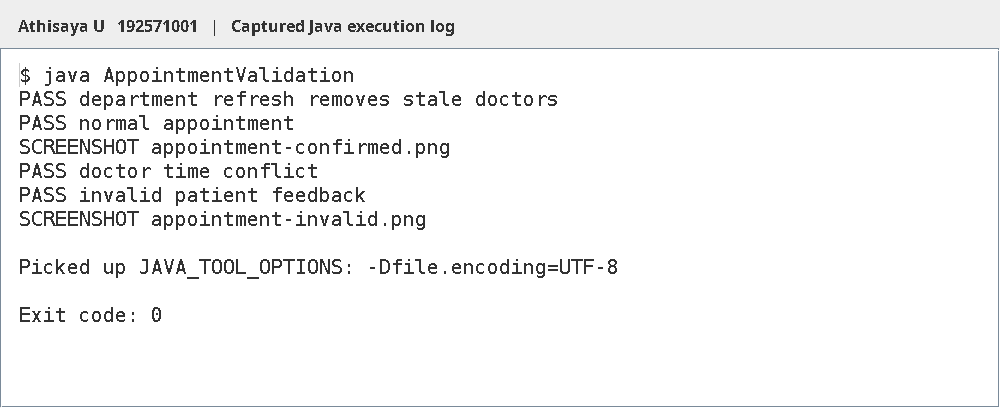 Athisaya U 192571001 | Captured Java execution log
$ java AppointmentValidation
PASS department refresh removes stale doctors
PASS normal appointment
SCREENSHOT appointment-confirmed.png
PASS doctor time conflict
PASS invalid patient feedback
SCREENSHOT appointment-invalid.png
Picked up JAVA_TOOL_OPTIONS: -Dfile.encoding=UTF-8
Exit code: 0